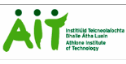 AIT
Institiúid Teicneolaíochta
Bhaile Átha Luain
Athlone Institute
of Technology